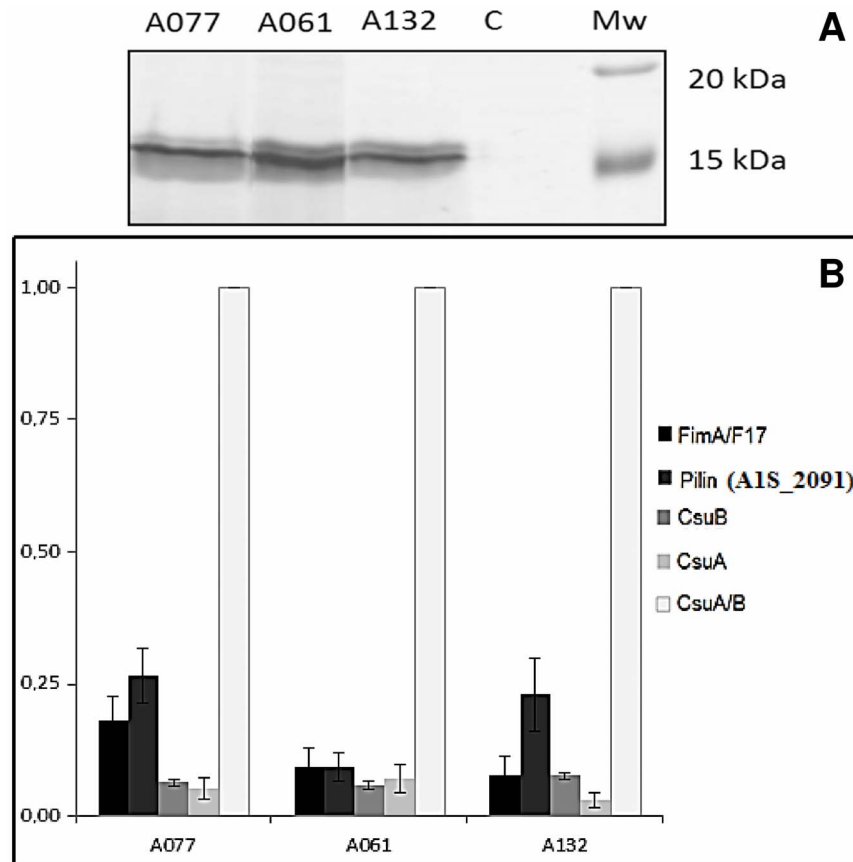 A077 A061 A132 C Mw A
20 kDa
15 kDa
B
1,00
0,75
0,50
0,25
0,00
FimA/F17
Pilin (A1S_2091)
CsuB
CsuA
CsuA/B
A077 A061 A132